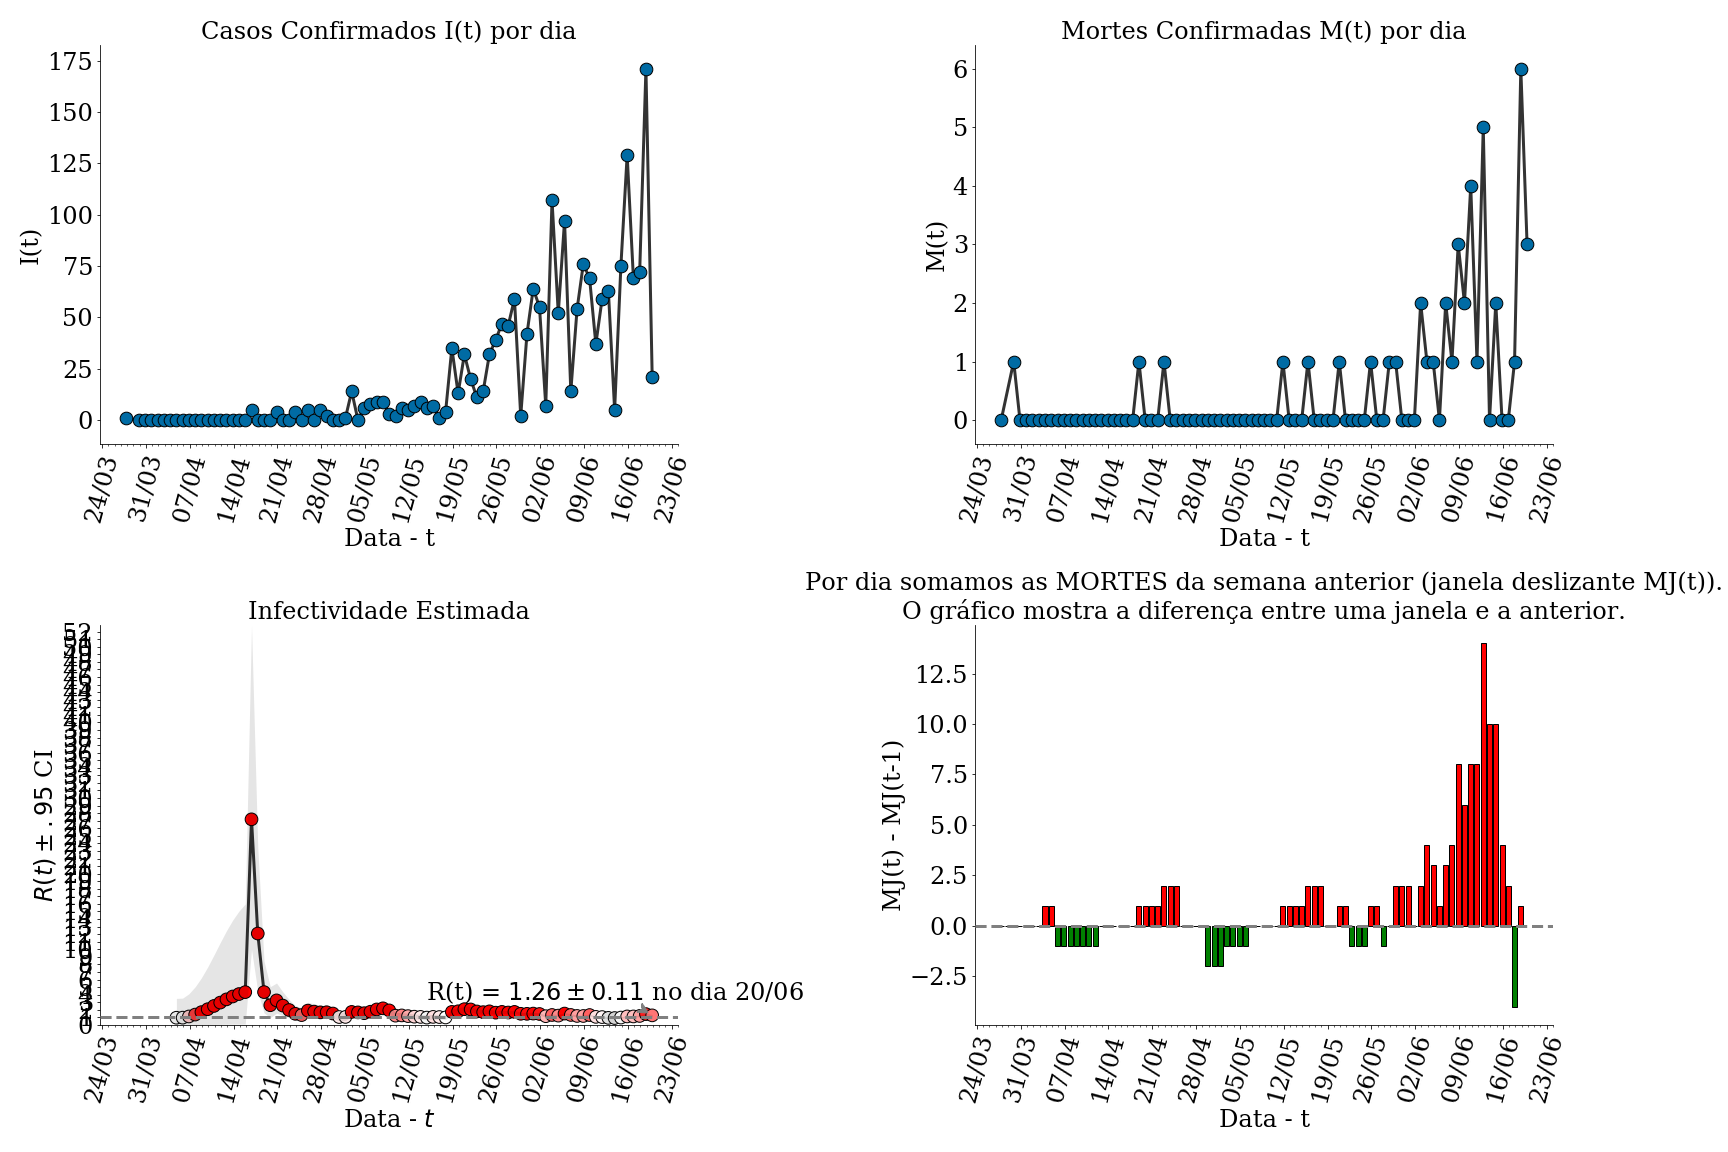 Casos Confirmados I(t) por dia
I(t)
175
150
125
100
75
50
25
0
24/03 31/03 07/04 14/04 21/04 28/04 05/05 12/05 19/05 26/05 02/06 09/06 16/06 23/06
Data - t
Mortes Confirmadas M(t) por dia
M(t)
6
5
4
3
2
1
0
24/03 31/03 07/04 14/04 21/04 28/04 05/05 12/05 19/05 26/05 02/06 09/06 16/06 23/06
Data - t
Infectividade Estimada
R(t) ± . 95 CI
52
0
R(t) = 1.26 ± 0.11 no dia 20/06
24/03 31/03 07/04 14/04 21/04 28/04 05/05 12/05 19/05 26/05 02/06 09/06 16/06 23/06
Data - t
Por dia somamos as MORTES da semana anterior (janela deslizante MJ(t)).
O gráfico mostra a diferença entre uma janela e a anterior.
MJ(t) - MJ(t-1)
12.5
10.0
7.5
5.0
2.5
0.0
−2.5
24/03 31/03 07/04 14/04 21/04 28/04 05/05 12/05 19/05 26/05 02/06 09/06 16/06 23/06
Data - t